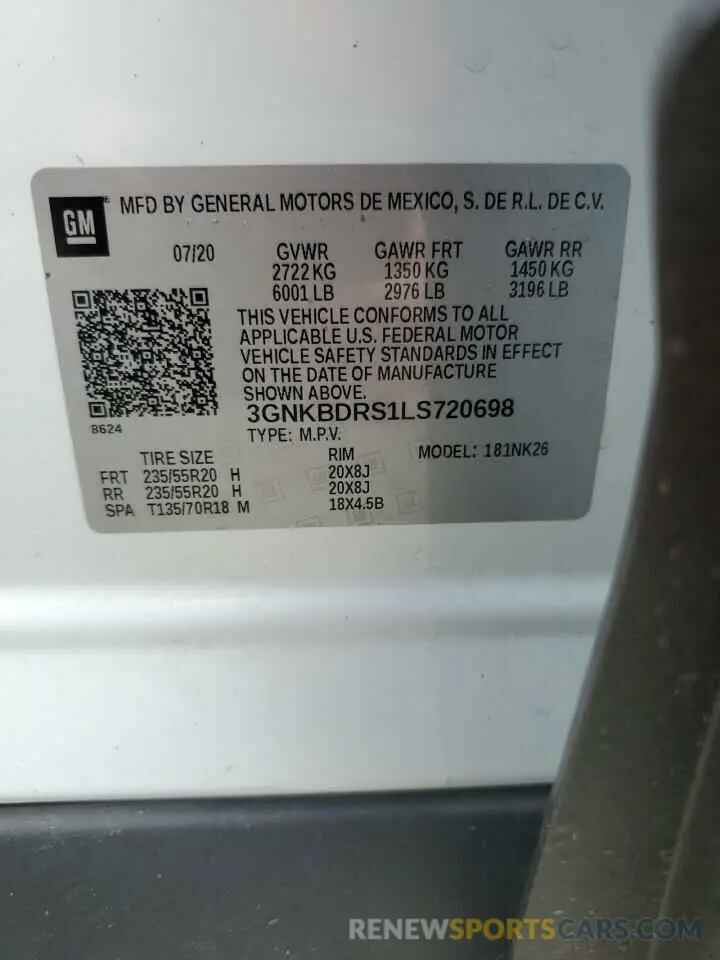 GM MFD BY GENERAL MOTORS DE MEXICO, S. DE R.L. DE C.V.
07/20 GVWR GAWR FRT GAWR RR
2722 KG 1350 KG 1450 KG
6001 LB 2976 LB 3196 LB
THIS VEHICLE CONFORMS TO ALL
APPLICABLE U.S. FEDERAL MOTOR
VEHICLE SAFETY STANDARDS IN EFFECT
ON THE DATE OF MANUFACTURE
SHOWN ABOVE.
3GNKBDRS1LS720698
8624
TYPE: M.P.V.
TIRE SIZE RIM MODEL: 181NK26
FRT 235/55R20 H 20X8J
RR 235/55R20 H 20X8J
SPA T135/70R18 M 18X4.5B
RENEWSPORTSCARS.COM